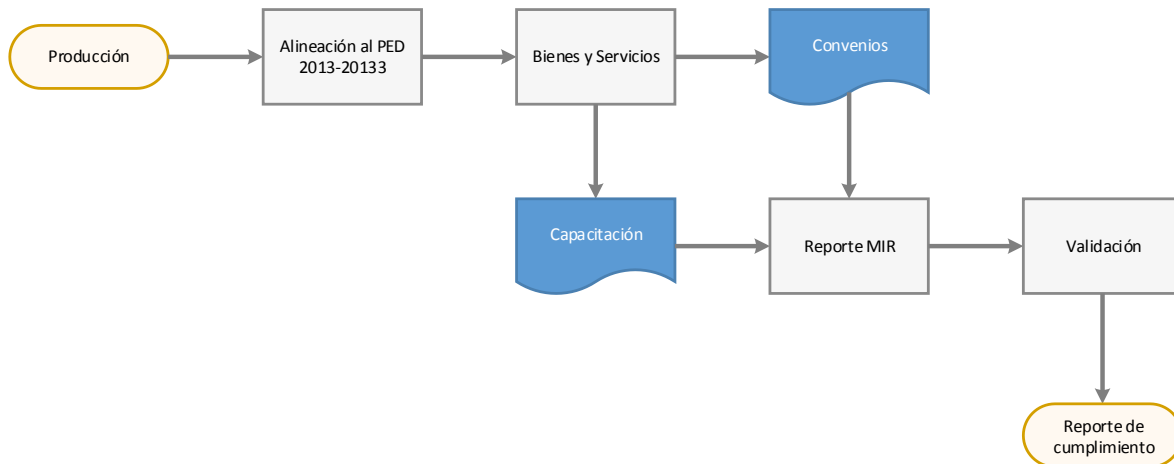 Producción
Alineación al PED
2013-20133
Bienes y Servicios
Convenios
Capacitación
Reporte MIR
Validación
Reporte de
cumplimiento